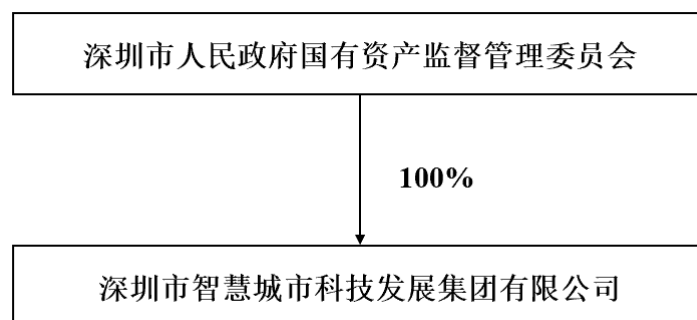 深圳市人民政府国有资产监督管理委员会
100%
深圳市智慧城市科技发展集团有限公司